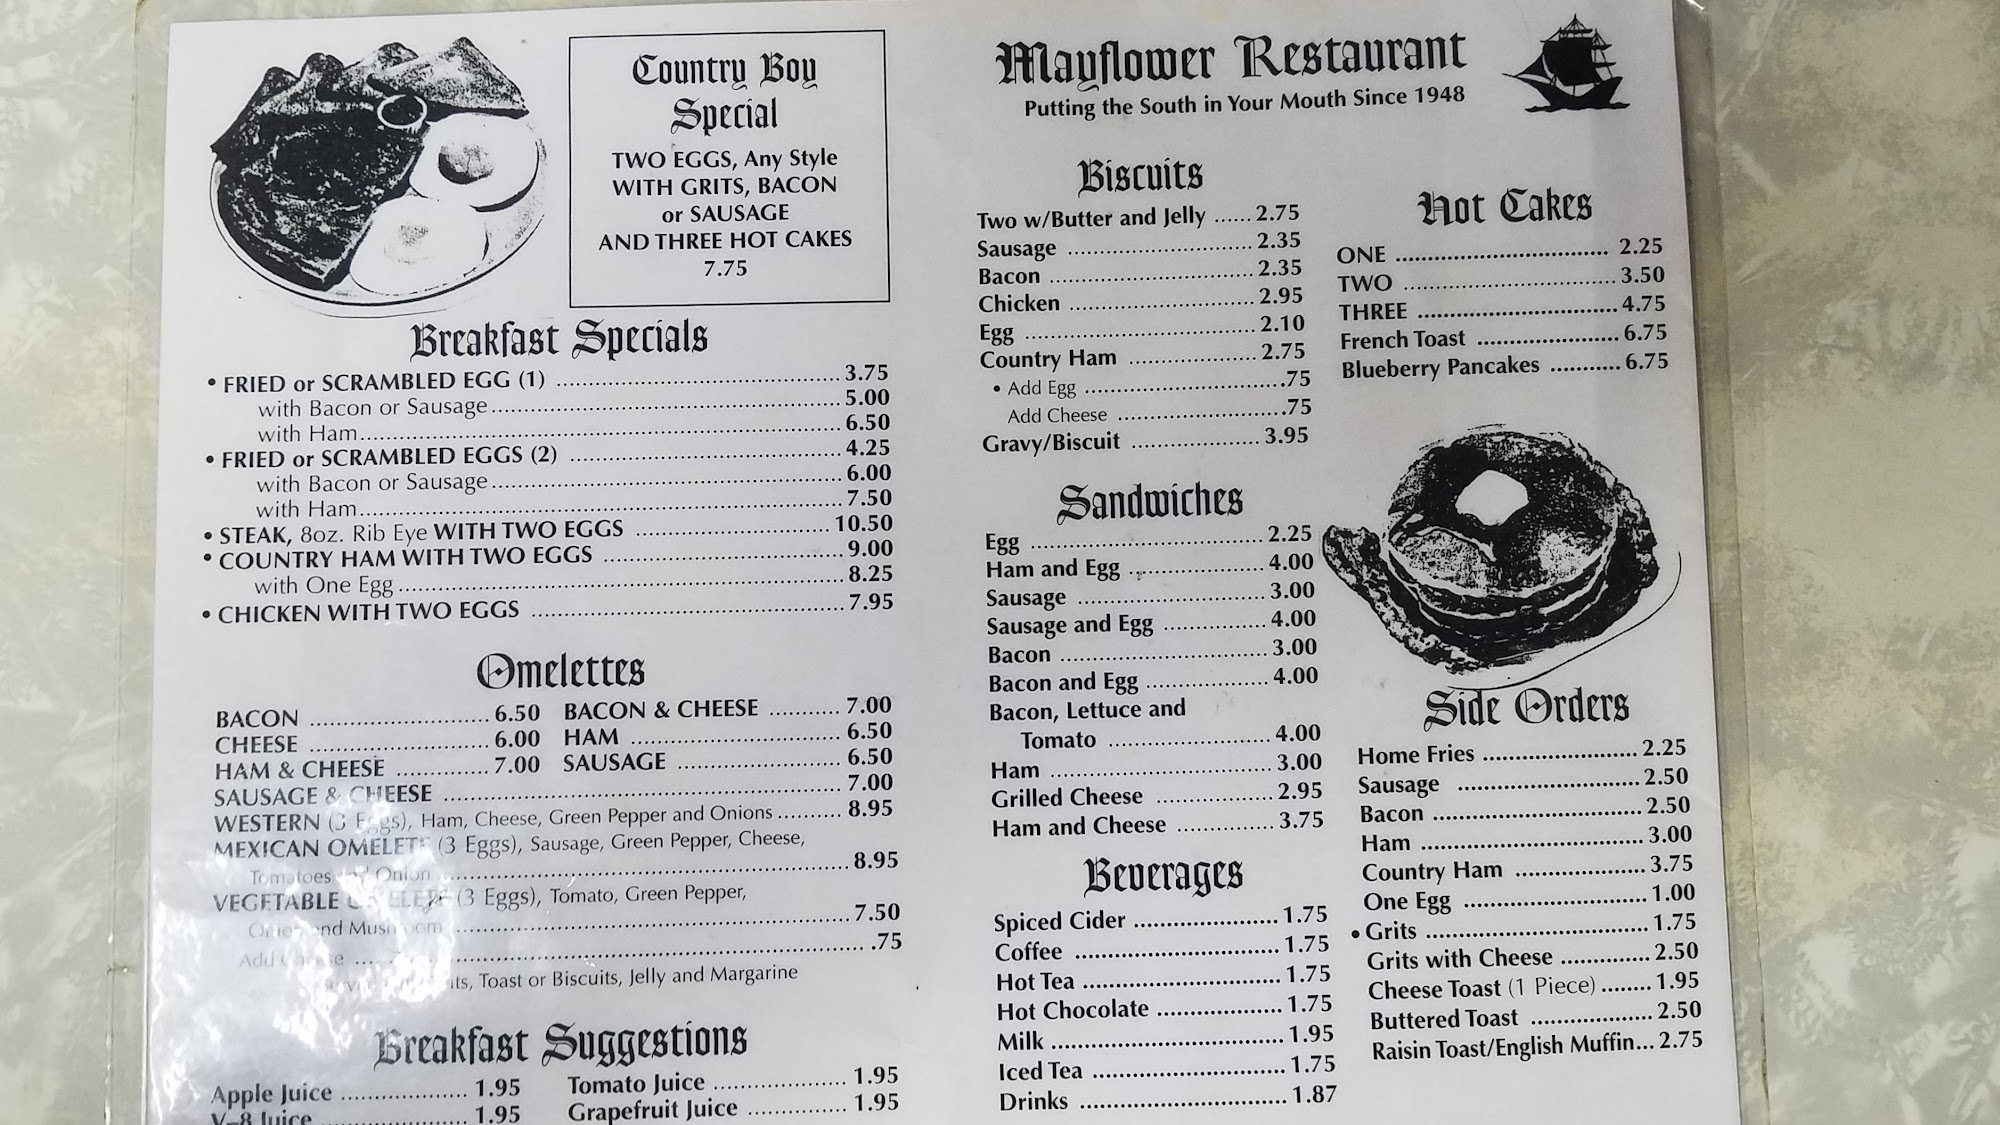 Country Boy
Special
TWO EGGS, Any Style
WITH GRITS, BACON
or SAUSAGE
AND THREE HOT CAKES
7.75
Breakfast Specials
• FRIED or SCRAMBLED EGG (1) 3.75
with Bacon or Sausage 5.00
with Ham 6.50
• FRIED or SCRAMBLED EGGS (2) 4.25
with Bacon or Sausage 6.00
with Ham 7.50
• STEAK, 8oz. Rib Eye WITH TWO EGGS 10.50
• COUNTRY HAM WITH TWO EGGS 9.00
with One Egg 8.25
• CHICKEN WITH TWO EGGS 7.95
Omelettes
BACON 6.50 BACON & CHEESE 7.00
CHEESE 6.00 HAM 6.50
HAM & CHEESE 7.00 SAUSAGE 6.50
SAUSAGE & CHEESE 7.00
WESTERN (3 Eggs), Ham, Cheese, Green Pepper and Onions 8.95
MEXICAN OMELETE (3 Eggs), Sausage, Green Pepper, Cheese,
Tomatoes and Onion 8.95
VEGETABLE OMELETE (3 Eggs), Tomato, Green Pepper,
Onion and Mushroom 7.50
Add Cheese .75
Toast or Biscuits, Jelly and Margarine
Breakfast Suggestions
Apple Juice 1.95 Tomato Juice 1.95
V-8 Juice 1.95 Grapefruit Juice 1.95
Mayflower Restaurant
Putting the South in Your Mouth Since 1948
Biscuits
Two w/Butter and Jelly 2.75
Sausage 2.35
Bacon 2.35
Chicken 2.95
Egg 2.10
Country Ham 2.75
• Add Egg .75
Add Cheese .75
Gravy/Biscuit 3.95
Sandwiches
Egg 2.25
Ham and Egg 4.00
Sausage 3.00
Sausage and Egg 4.00
Bacon 3.00
Bacon and Egg 4.00
Bacon, Lettuce and
Tomato 4.00
Ham 3.00
Grilled Cheese 2.95
Ham and Cheese 3.75
Beverages
Spiced Cider 1.75
Coffee 1.75
Hot Tea 1.75
Hot Chocolate 1.75
Milk 1.95
Iced Tea 1.75
Drinks 1.87
Hot Cakes
ONE 2.25
TWO 3.50
THREE 4.75
French Toast 6.75
Blueberry Pancakes 6.75
Side Orders
Home Fries 2.25
Sausage 2.50
Bacon 2.50
Ham 3.00
Country Ham 3.75
One Egg 1.00
• Grits 1.75
Grits with Cheese 2.50
Cheese Toast (1 Piece) 1.95
Buttered Toast 2.50
Raisin Toast/English Muffin 2.75